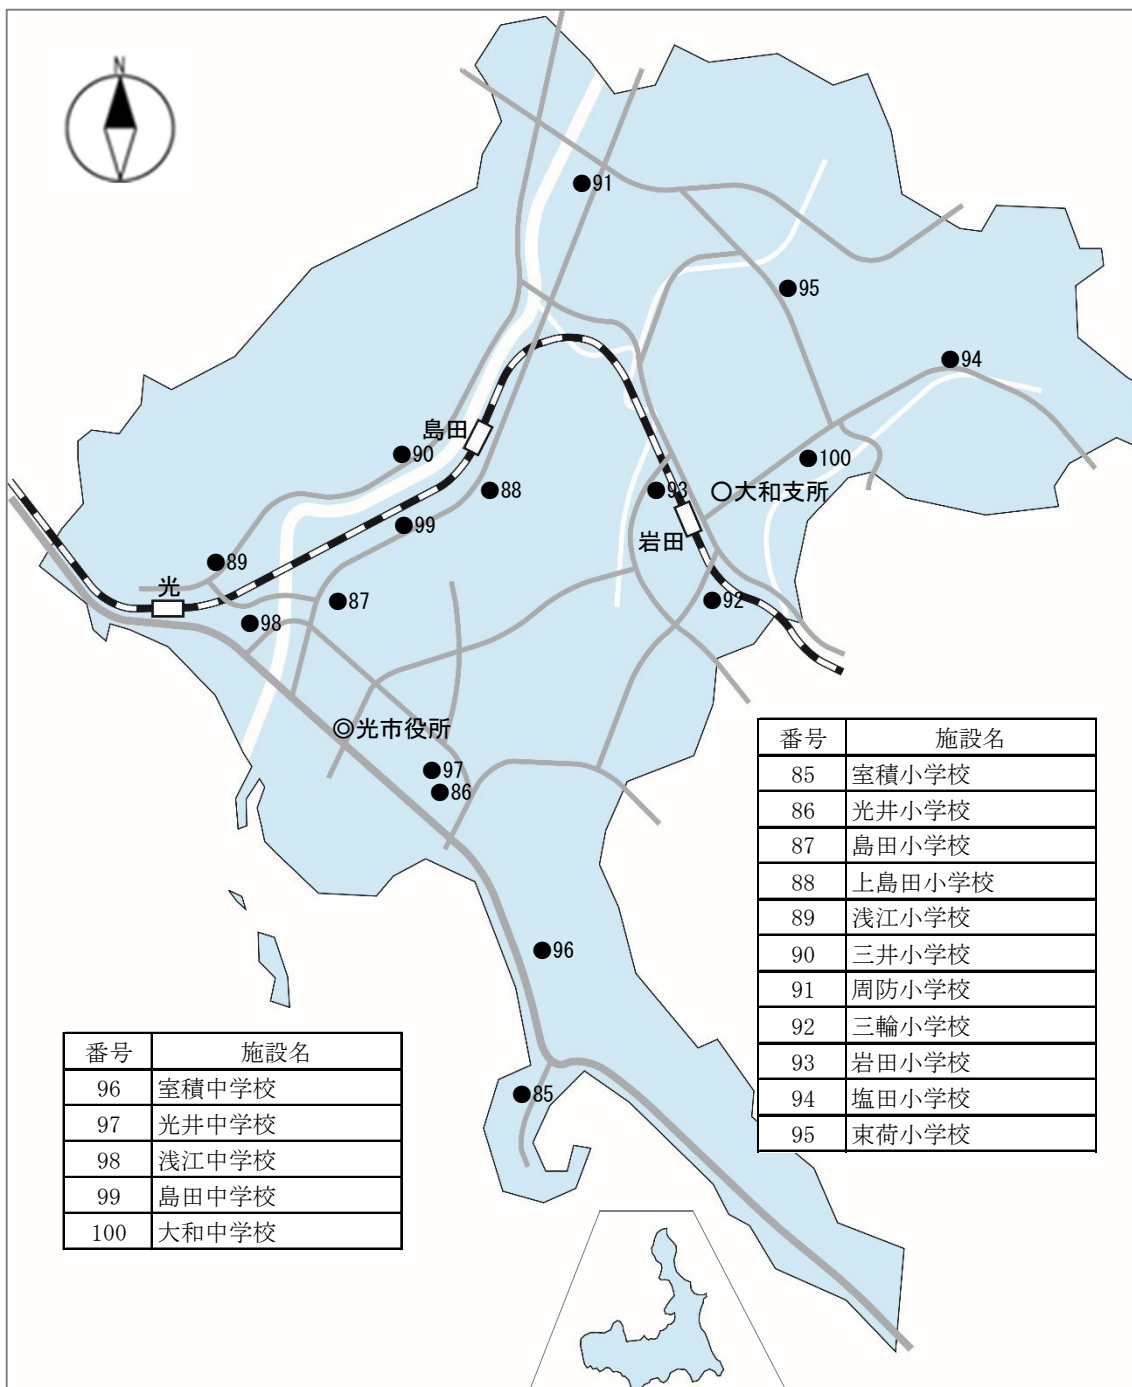 N
91
95
94
島田
90
100
88
93
○大和支所
99
岩田
89
光
87
92
98
◎光市役所
97
86
96
85
番号 施設名
85 室積小学校
86 光井小学校
87 島田小学校
88 上島田小学校
89 浅江小学校
90 三井小学校
91 周防小学校
92 三輪小学校
93 岩田小学校
94 塩田小学校
95 束荷小学校
番号 施設名
96 室積中学校
97 光井中学校
98 浅江中学校
99 島田中学校
100 大和中学校